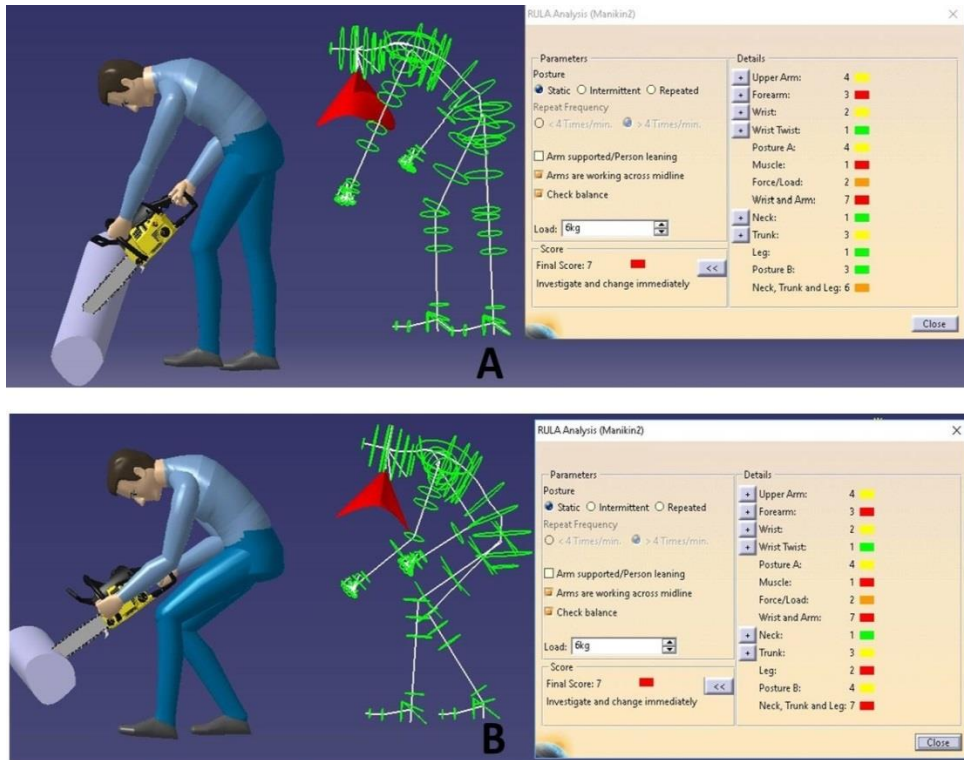 RULA Analysis (Manikin2)
Parameters
Posture
Static Intermittent Repeated
Repeat Frequency
< 4 Times/min. > 4 Times/min.
Arm supported/Person leaning
Arms are working across midline
Check balance
Load: 6kg
Score
Final Score: 7
<<
Investigate and change immediately
Details
+ Upper Arm: 4
+ Forearm: 3
+ Wrist: 2
+ Wrist Twist: 1
Posture A: 4
Muscle: 1
Force/Load: 2
Wrist and Arm: 7
+ Neck: 1
+ Trunk: 3
Leg: 1
Posture B: 3
Neck, Trunk and Leg: 6
Close
A
RULA Analysis (Manikin2)
Parameters
Posture
Static Intermittent Repeated
Repeat Frequency
< 4 Times/min. > 4 Times/min.
Arm supported/Person leaning
Arms are working across midline
Check balance
Load: 6kg
Score
Final Score: 7
<<
Investigate and change immediately
Details
+ Upper Arm: 4
+ Forearm: 3
+ Wrist: 2
+ Wrist Twist: 1
Posture A: 4
Muscle: 1
Force/Load: 2
Wrist and Arm: 7
+ Neck: 1
+ Trunk: 3
Leg: 2
Posture B: 4
Neck, Trunk and Leg: 7
Close
B